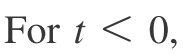 For t < 0,